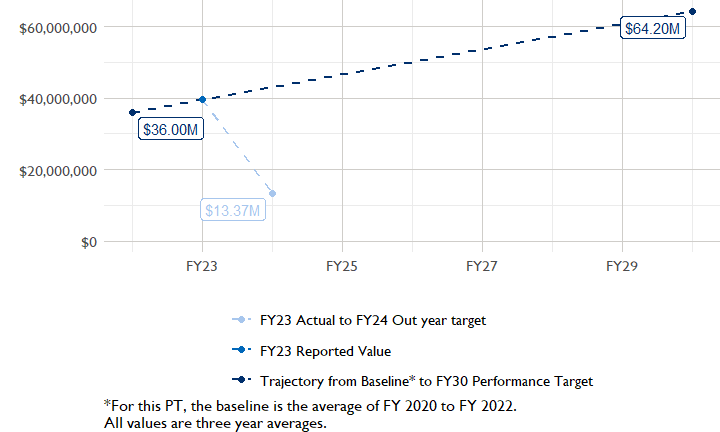 $60,000,000
$64.20M
$40,000,000
$36.00M
$20,000,000
$13.37M
$0
FY23 FY25 FY27 FY29
FY23 Actual to FY24 Out year target
FY23 Reported Value
Trajectory from Baseline* to FY30 Performance Target
*For this PT, the baseline is the average of FY 2020 to FY 2022.
All values are three year averages.